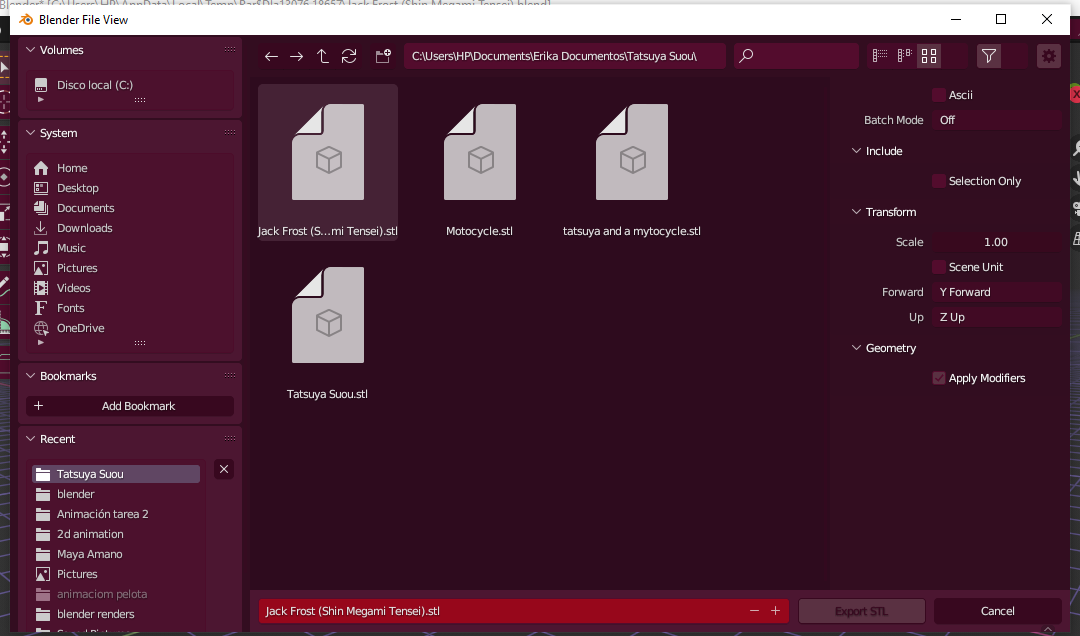 Blender File View
Volumes
Disco local (C:)
System
Home
Desktop
Documents
Downloads
Music
Pictures
Videos
Fonts
OneDrive
Bookmarks
Add Bookmark
Recent
Tatsuya Suou
blender
Animación tarea 2
2d animation
Maya Amano
Pictures
animaciom pelota
blender renders
C:\Users\HP\Documents\Erika Documentos\Tatsuya Suou\
Jack Frost (S...mi Tensei).stl
Motocycle.stl
tatsuya and a mytocycle.stl
Tatsuya Suou.stl
Ascii
Batch Mode Off
Include
Selection Only
Transform
Scale 1.00
Scene Unit
Forward Y Forward
Up Z Up
Geometry
Apply Modifiers
Jack Frost (Shin Megami Tensei).stl
Export STL
Cancel